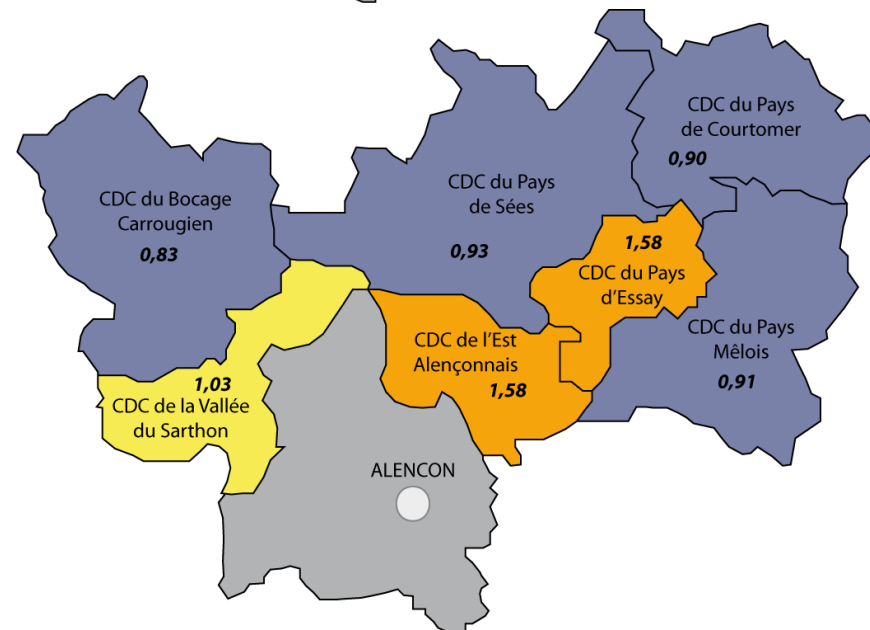 CDC du Pays
de Courtomer
0,90
CDC du Bocage
Carrougien
0,83
CDC du Pays
de Sées
0,93
1,58
CDC du Pays
d'Essay
CDC du Pays
Mêlois
0,91
CDC de l'Est
Alençonnais
1,58
1,03
CDC de la Vallée
du Sarthon
ALENCON